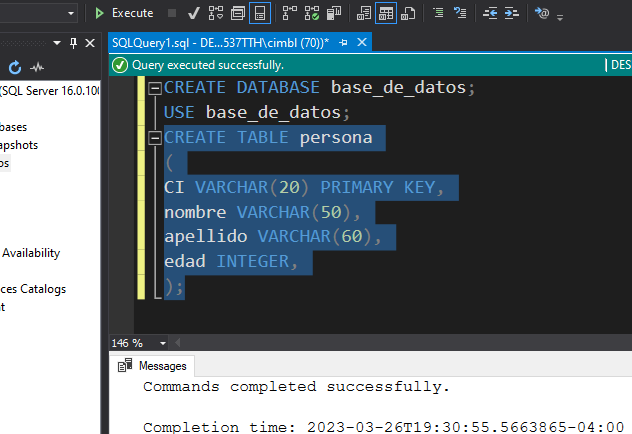 Execute
SQLQuery1.sql - DE...537TTH\cimbl (70))*
Query executed successfully.
DES
(SQL Server 16.0.100
bases
apshots
os
Availability
ces Catalogs
t
CREATE DATABASE base_de_datos;
USE base_de_datos;
CREATE TABLE persona
(
CI VARCHAR(20) PRIMARY KEY,
nombre VARCHAR(50),
apellido VARCHAR(60),
edad INTEGER,
);
146 %
Messages
Commands completed successfully.
Completion time: 2023-03-26T19:30:55.5663865-04:00